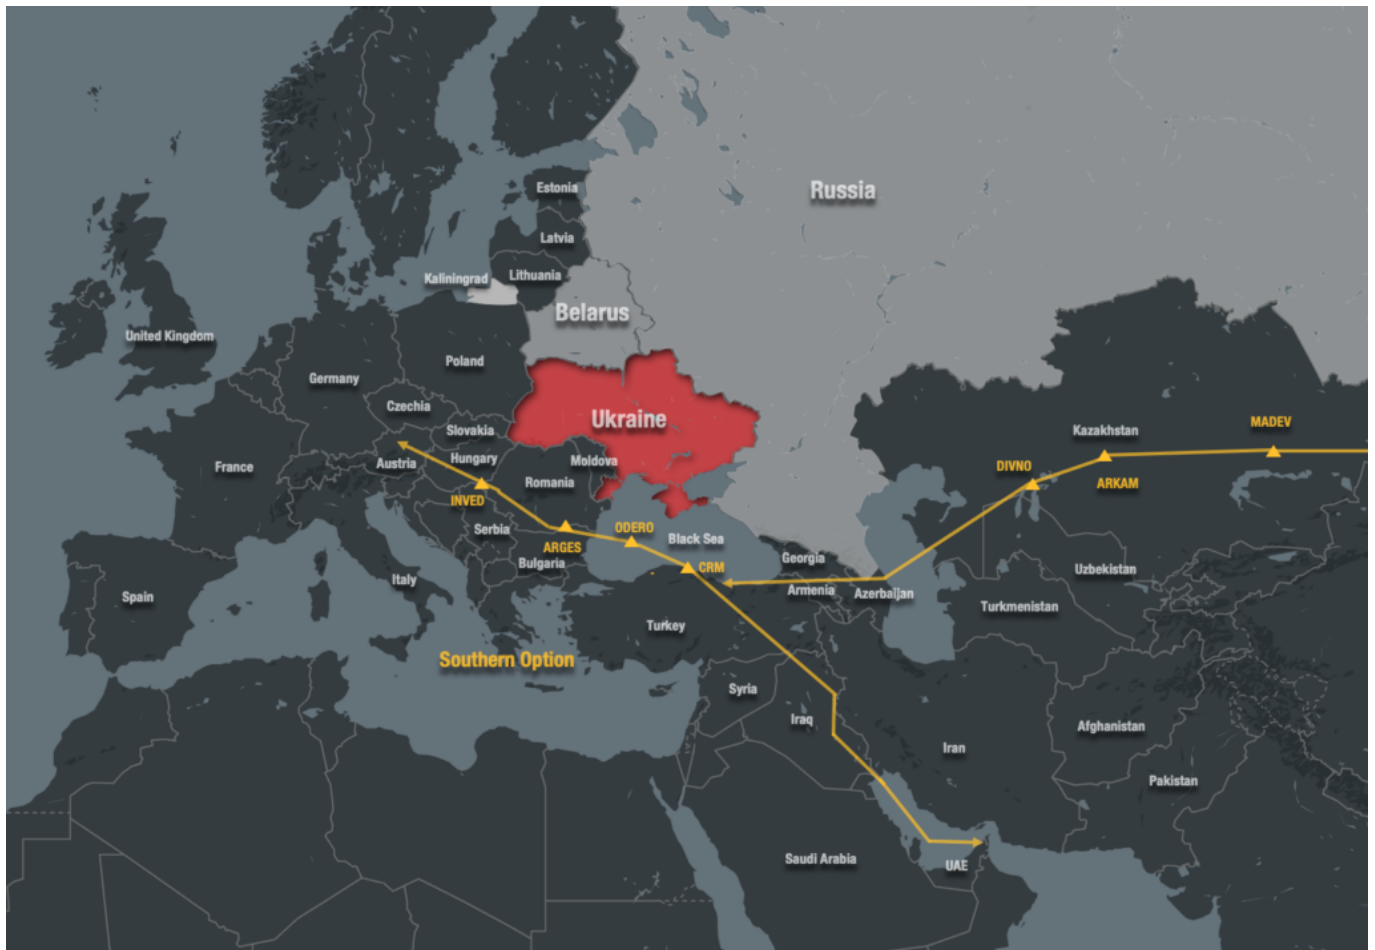 Estonia
Russia
Latvia
Lithuania
Kaliningrad
Belarus
United Kingdom
Poland
Germany
Czechia
Ukraine
Slovakia
MADEV
Kazakhstan
Hungary
Moldova
Austria
France
DIVNO
Romania
ARKAM
INVED
Serbia
ODERO
Black Sea
ARGES
Georgia
Bulgaria
CRM
Uzbekistan
Italy
Armenia
Azerbaijan
Spain
Turkmenistan
Turkey
Southern Option
Syria
Iraq
Afghanistan
Iran
Pakistan
Saudi Arabia
UAE